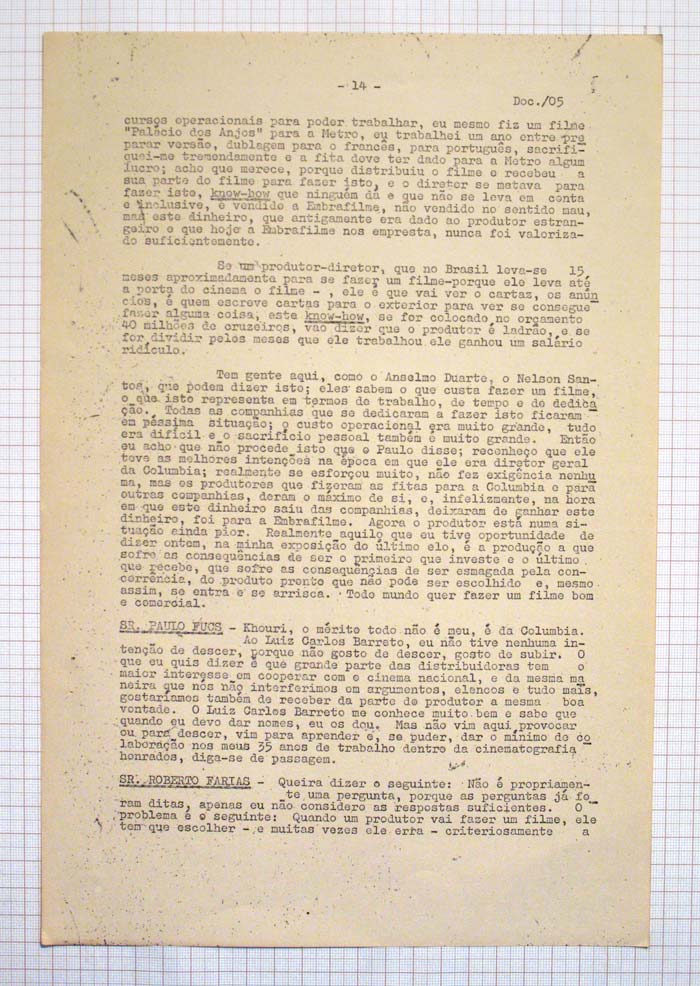 - 14 -
Doc./05
cursos operacionais para poder trabalhar, eu mesmo fiz um filme
"Palácio dos Anjos" para a Metro, eu trabalhei um ano entre pre
parar versão, dublagem para o francês, para português, sacrifi-
quei-me tremendamente e a fita deve ter dado para a Metro algum
lucro; acho que merece, porque distribuiu o filme e recebeu a
sua parte do filme para fazer isto, e o diretor se matava para
fazer isto, know-how que ninguém dá e que não se leva em conta
e inclusive, é vendido a Embrafilme, não vendido no sentido mau,
mas este dinheiro, que antigamente era dado ao produtor estran-
geiro e que hoje a Embrafilme nos empresta, nunca foi valoriza-
do suficientemente.
Se um produtor-diretor, que no Brasil leva-se 15
meses aproximadamente para se fazer um filme-porque ele leva até
a porta do cinema o filme - , ele é que vai ver o cartaz, os anún
cios, é quem escreve cartas para o exterior para ver se consegue
fazer alguma coisa, esta know-how, se for colocado no orçamento
40 milhões de cruzeiros, vão dizer que o produtor é ladrão, e se
for dividir pelos meses que ele trabalhou ele ganhou um salário
ridículo.
Tem gente aqui, como o Anselmo Duarte, o Nelson San-
tos, que podem dizer isto; eles sabem o que custa fazer um filme,
o que isto representa em termos de trabalho, de tempo e de dedica
ção. Todas as companhias que se dedicaram a fazer isto ficaram
em péssima situação; o custo operacional era muito grande, tudo
era difícil e o sacrifício pessoal também é muito grande. Então
eu acho que não procede isto que o Paulo disse; reconheço que ele
teve as melhores intenções na época em que ele era diretor geral
da Columbia; realmente se esforçou muito, não fez exigência nenhu
ma, mas os produtores que fizeram as fitas para a Columbia e para
outras companhias, deram o máximo de si, e, infelizmente, na hora
em que este dinheiro saiu das companhias, deixaram de ganhar este
dinheiro, foi para a Embrafilme. Agora o produtor está numa si-
tuação ainda pior. Realmente aquilo que eu tive oportunidade de
dizer ontem, na minha exposição do último elo, é a produção a que
sofre as consequências de ser o primeiro que investe e o último
que recebe, que sofre as consequências de ser esmagada pela con-
corrência, do produto pronto que não pode ser escolhido e, mesmo
assim, se entra e se arrisca. Todo mundo quer fazer um filme bom
e comercial.
SR. PAULO FUCS - Khouri, o mérito todo não é meu, é da Columbia.
Ao Luiz Carlos Barreto, eu não tive nenhuma in-
tenção de descer, porque não gosto de descer, gosto de subir. O
que eu quis dizer é que grande parte das distribuidoras tem o
maior interesse em cooperar com o cinema nacional, e da mesma ma
neira que nós não interferimos em argumentos, elencos e tudo mais,
gostaríamos também de receber da parte de produtor a mesma boa
vontade. O Luiz Carlos Barreto me conhece muito bem e sabe que
quando eu devo dar nomes, eu os dou. Mas não vim aqui provocar
ou para descer, vim para aprender e, se puder, dar o mínimo de co
laboração nos meus 35 anos de trabalho dentro da cinematografia
honrados, diga-se de passagem.
SR. ROBERTO FARIAS - Queira dizer o seguinte: Não é propriamen-
te uma pergunta, porque as perguntas já fo
ram ditas, apenas eu não considero as respostas suficientes. O
problema é o seguinte: Quando um produtor vai fazer um filme, ele
tem que escolher - e muitas vezes ele erra - criteriosamente a